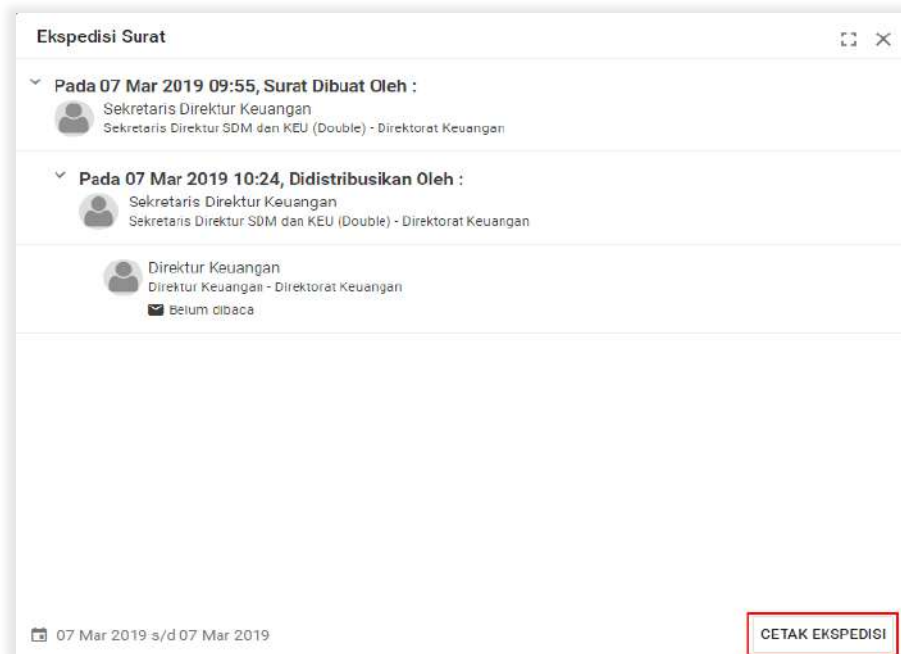 Ekspedisi Surat
Pada 07 Mar 2019 09:55, Surat Dibuat Oleh :
Sekretaris Direktur Keuangan
Sekretaris Direktur SDM dan KEU (Double) - Direktorat Keuangan
Pada 07 Mar 2019 10:24, Didistribusikan Oleh :
Sekretaris Direktur Keuangan
Sekretaris Direktur SDM dan KEU (Double) - Direktorat Keuangan
Direktur Keuangan
Direktur Keuangan - Direktorat Keuangan
Belum dibaca
07 Mar 2019 s/d 07 Mar 2019
CETAK EKSPEDISI